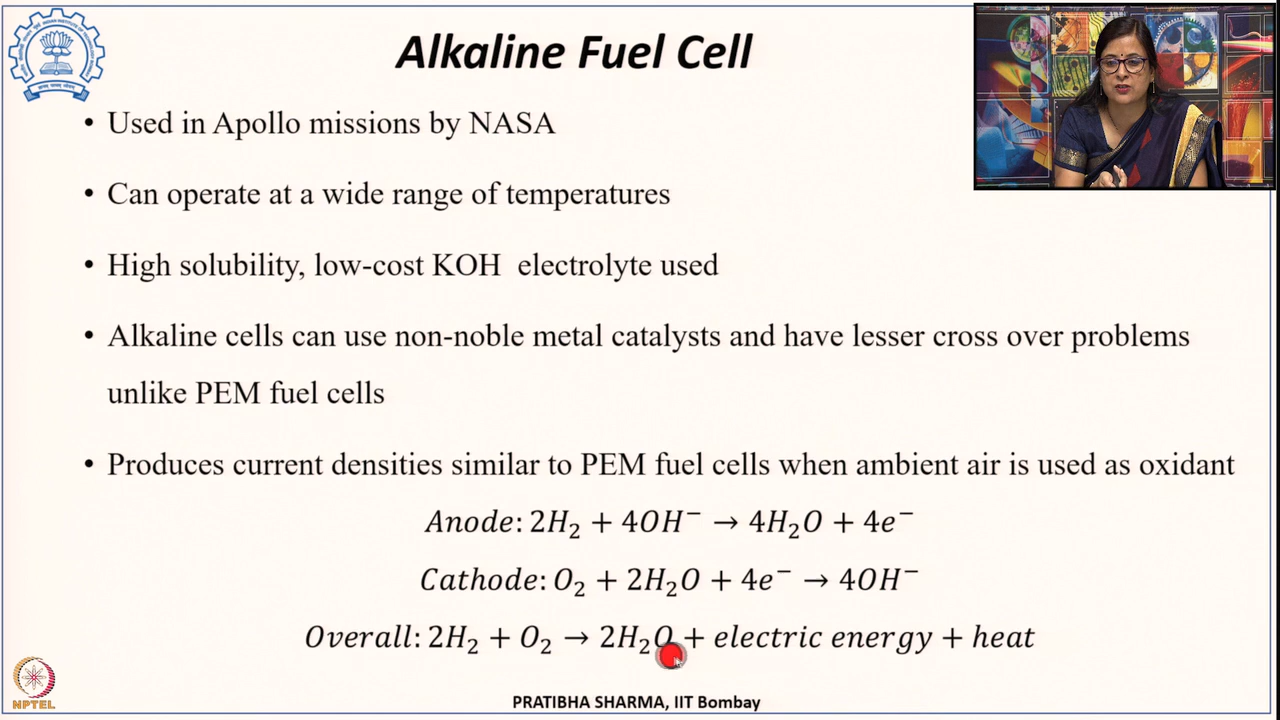 Alkaline Fuel Cell
• Used in Apollo missions by NASA
• Can operate at a wide range of temperatures
• High solubility, low-cost KOH electrolyte used
• Alkaline cells can use non-noble metal catalysts and have lesser cross over problems
unlike PEM fuel cells
• Produces current densities similar to PEM fuel cells when ambient air is used as oxidant
Anode: 2H₂ + 4OH⁻ → 4H₂O + 4e⁻
Cathode: O₂ + 2H₂O + 4e⁻ → 4OH⁻
Overall: 2H₂ + O₂ → 2H₂O + electric energy + heat
NPTEL
PRATIBHA SHARMA, IIT Bombay